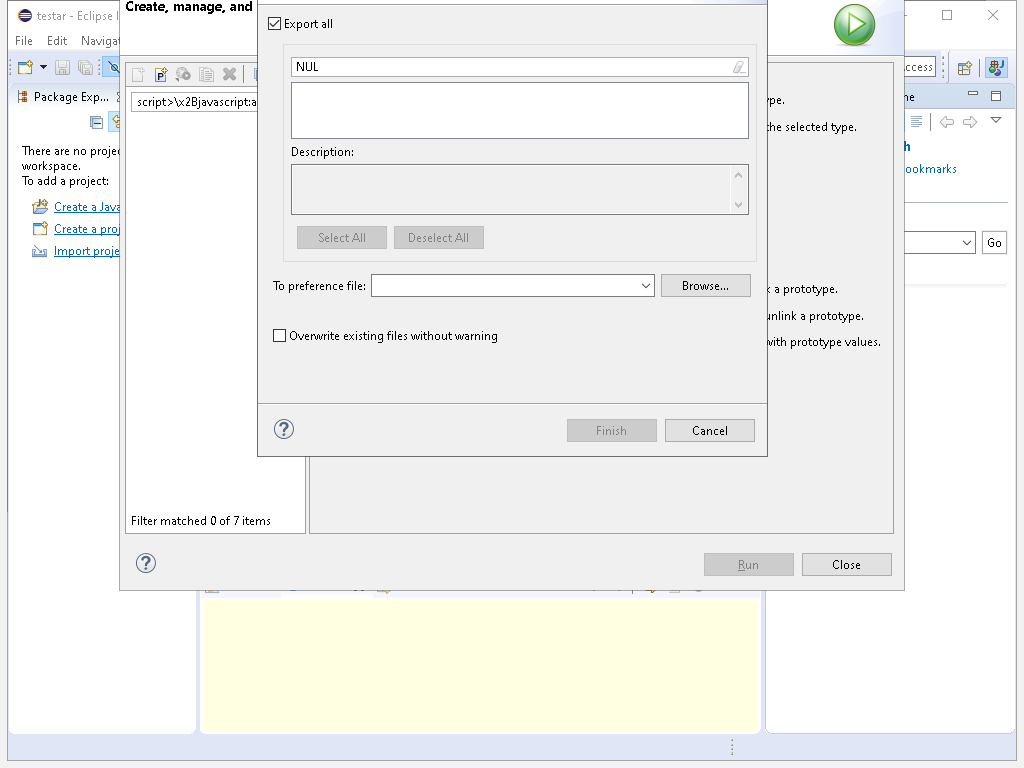 testar - Eclipse
File Edit Naviga
Create, manage, and
Export all
NUL
Description:
Select All Deselect All
To preference file:
Browse...
Overwrite existing files without warning
Finish Cancel
Package Exp...
There are no proje
workspace.
To add a project:
Create a Java
Create a proj
Import proje
script>\x2Bjavascript:a
ype.
the selected type.
k a prototype.
unlink a prototype.
with prototype values.
Filter matched 0 of 7 items
Run Close
ccess
ne
h
ookmarks
Go